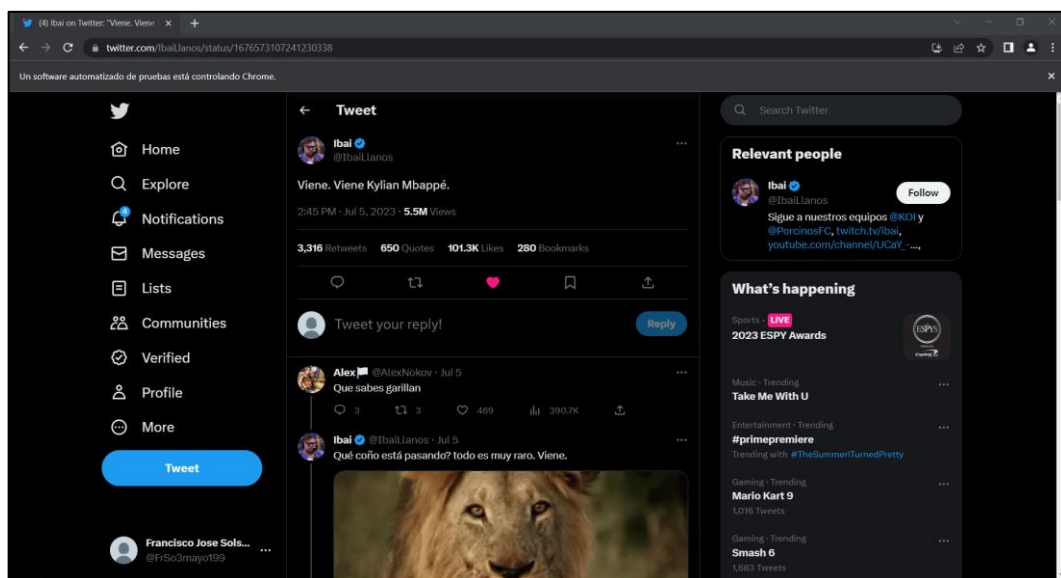 (4) Ibai on Twitter: "Viene. Viene
twitter.com/IbaiLlanos/status/1676573107241230338
Un software automatizado de pruebas está controlando Chrome.
Home
Explore
4
Notifications
Messages
Lists
Communities
Verified
Profile
More
Tweet
Francisco Jose Sols...
@FrSo3mayo199
Tweet
Ibai
@IbaiLlanos
Viene. Viene Kylian Mbappé.
2:45 PM · Jul 5, 2023 · 5.5M Views
3,316 Retweets 650 Quotes 101.3K Likes 280 Bookmarks
Tweet your reply!
Reply
Alex @AlexNokov · Jul 5
Que sabes garillan
3 3 469 390.7K
Ibai @IbaiLlanos · Jul 5
Qué coño está pasando? todo es muy raro. Viene.
Search Twitter
Relevant people
Ibai
@IbaiLlanos
Follow
Sigue a nuestros equipos @KOI y
@PorcinosFC, twitch.tv/ibai,
youtube.com/channel/UCaY_-...,
What's happening
Sports · LIVE
2023 ESPY Awards
ESPYS
Music · Trending
Take Me With U
Entertainment · Trending
#primepremiere
Trending with #TheSummerITurnedPretty
Gaming · Trending
Mario Kart 9
1,016 Tweets
Gaming · Trending
Smash 6
1,683 Tweets